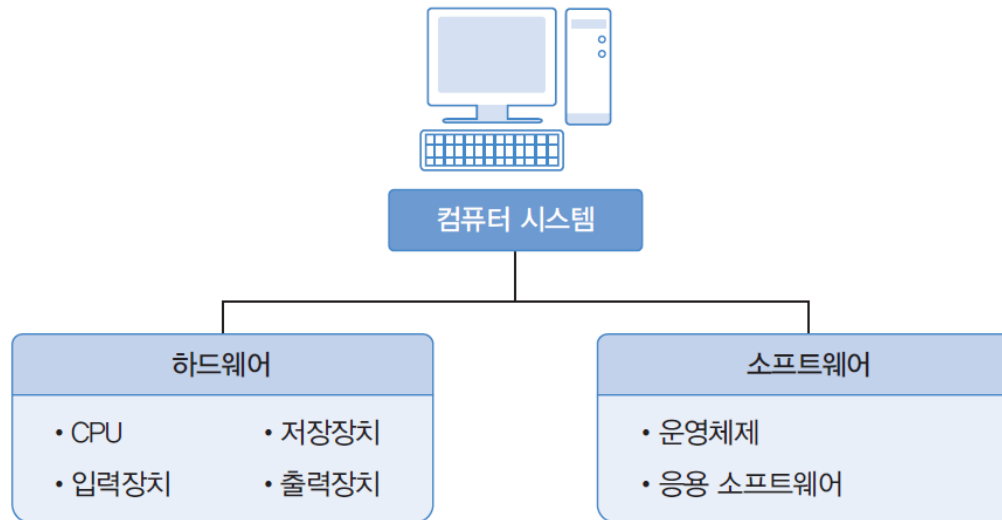 컴퓨터 시스템
하드웨어
• CPU
• 저장장치
• 입력장치
• 출력장치
소프트웨어
• 운영체제
• 응용 소프트웨어